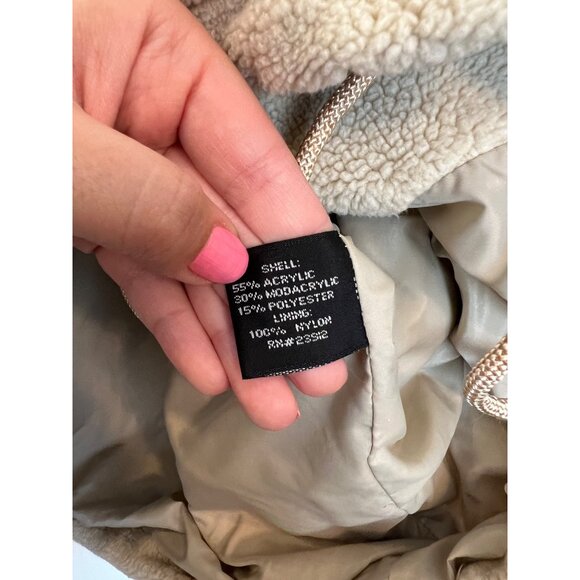 SHELL:
55% ACRYLIC
30% MODACRYLIC
15% POLYESTER
LINING:
100% NYLON
RN# 23512